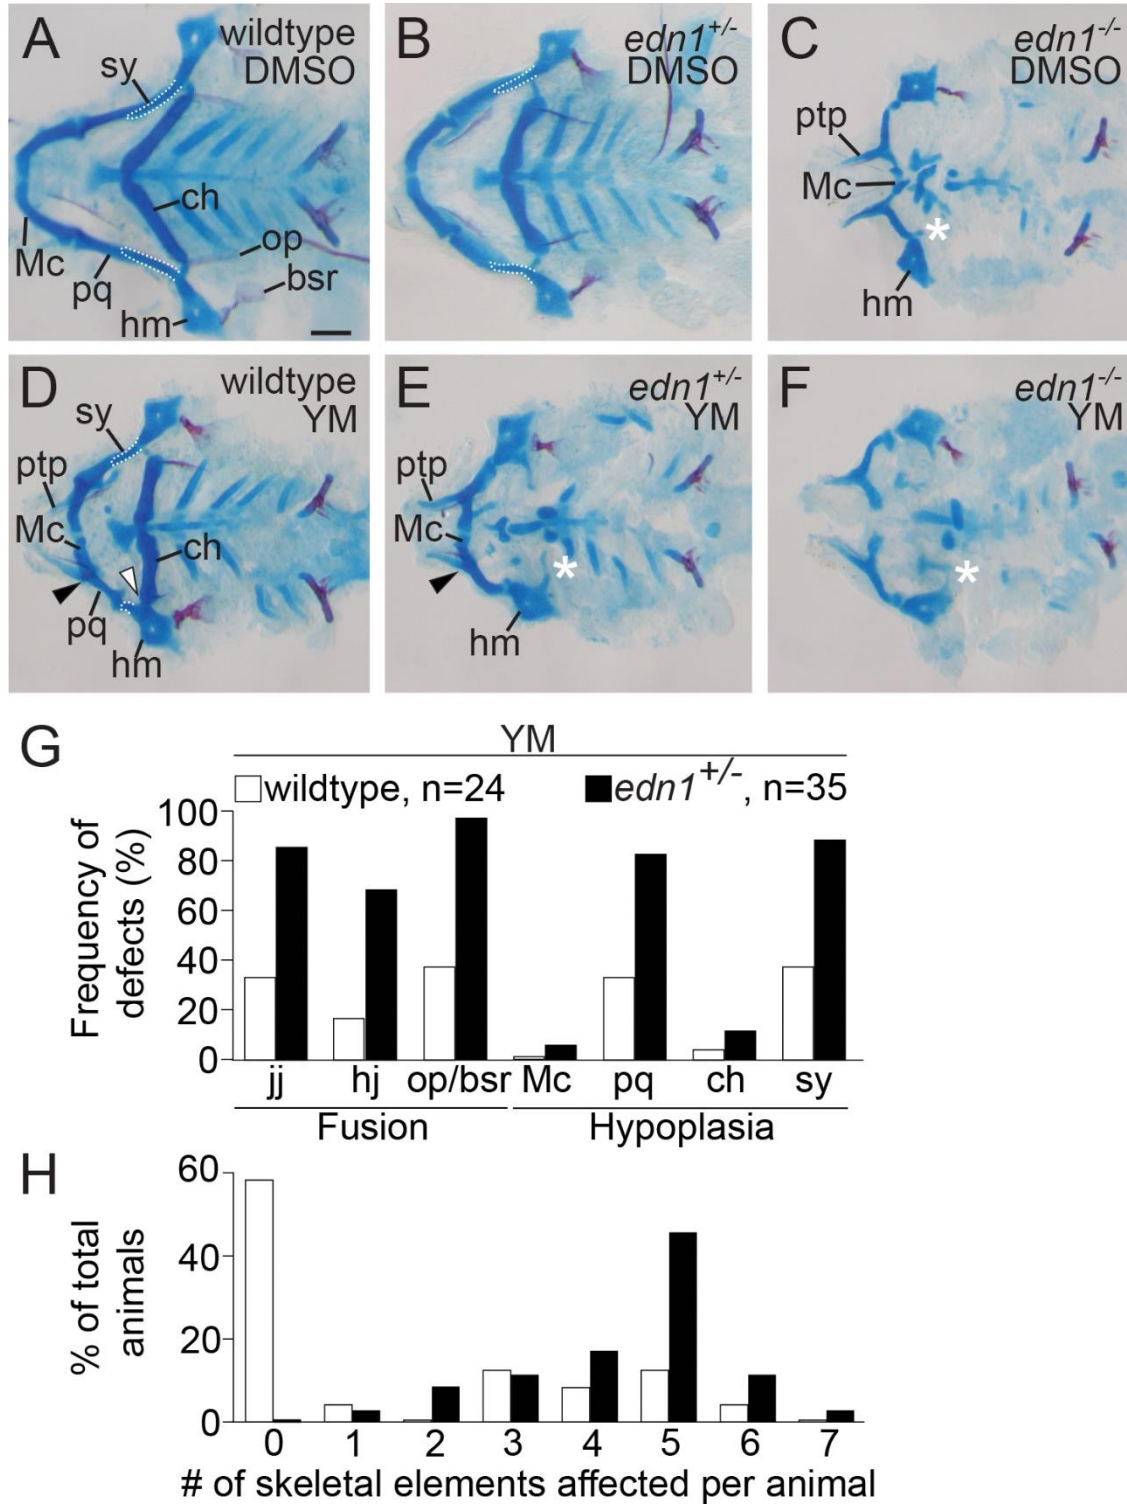 A
wildtype
DMSO
sy
ch
op
bsr
Mc
pq
hm
B
edn1+/-
DMSO
C
edn1-/-
DMSO
ptp
Mc
*
hm
D
wildtype
YM
sy
ptp
Mc
ch
pq
hm
E
edn1+/-
YM
ptp
Mc
*
hm
F
edn1-/-
YM
*
G
YM
wildtype, n=24 edn1+/-, n=35
Frequency of
defects (%)
100
80
60
40
20
0
jj hj op/bsr Mc pq ch sy
Fusion Hypoplasia
H
% of total
animals
60
40
20
0
0 1 2 3 4 5 6 7
# of skeletal elements affected per animal